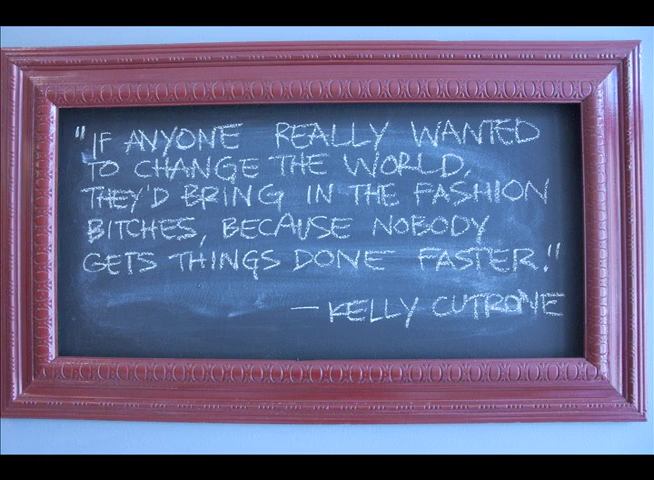 "IF ANYONE REALLY WANTED
TO CHANGE THE WORLD,
THEY'D BRING IN THE FASHION
BITCHES, BECAUSE NOBODY
GETS THINGS DONE FASTER."
—KELLY CUTRONE